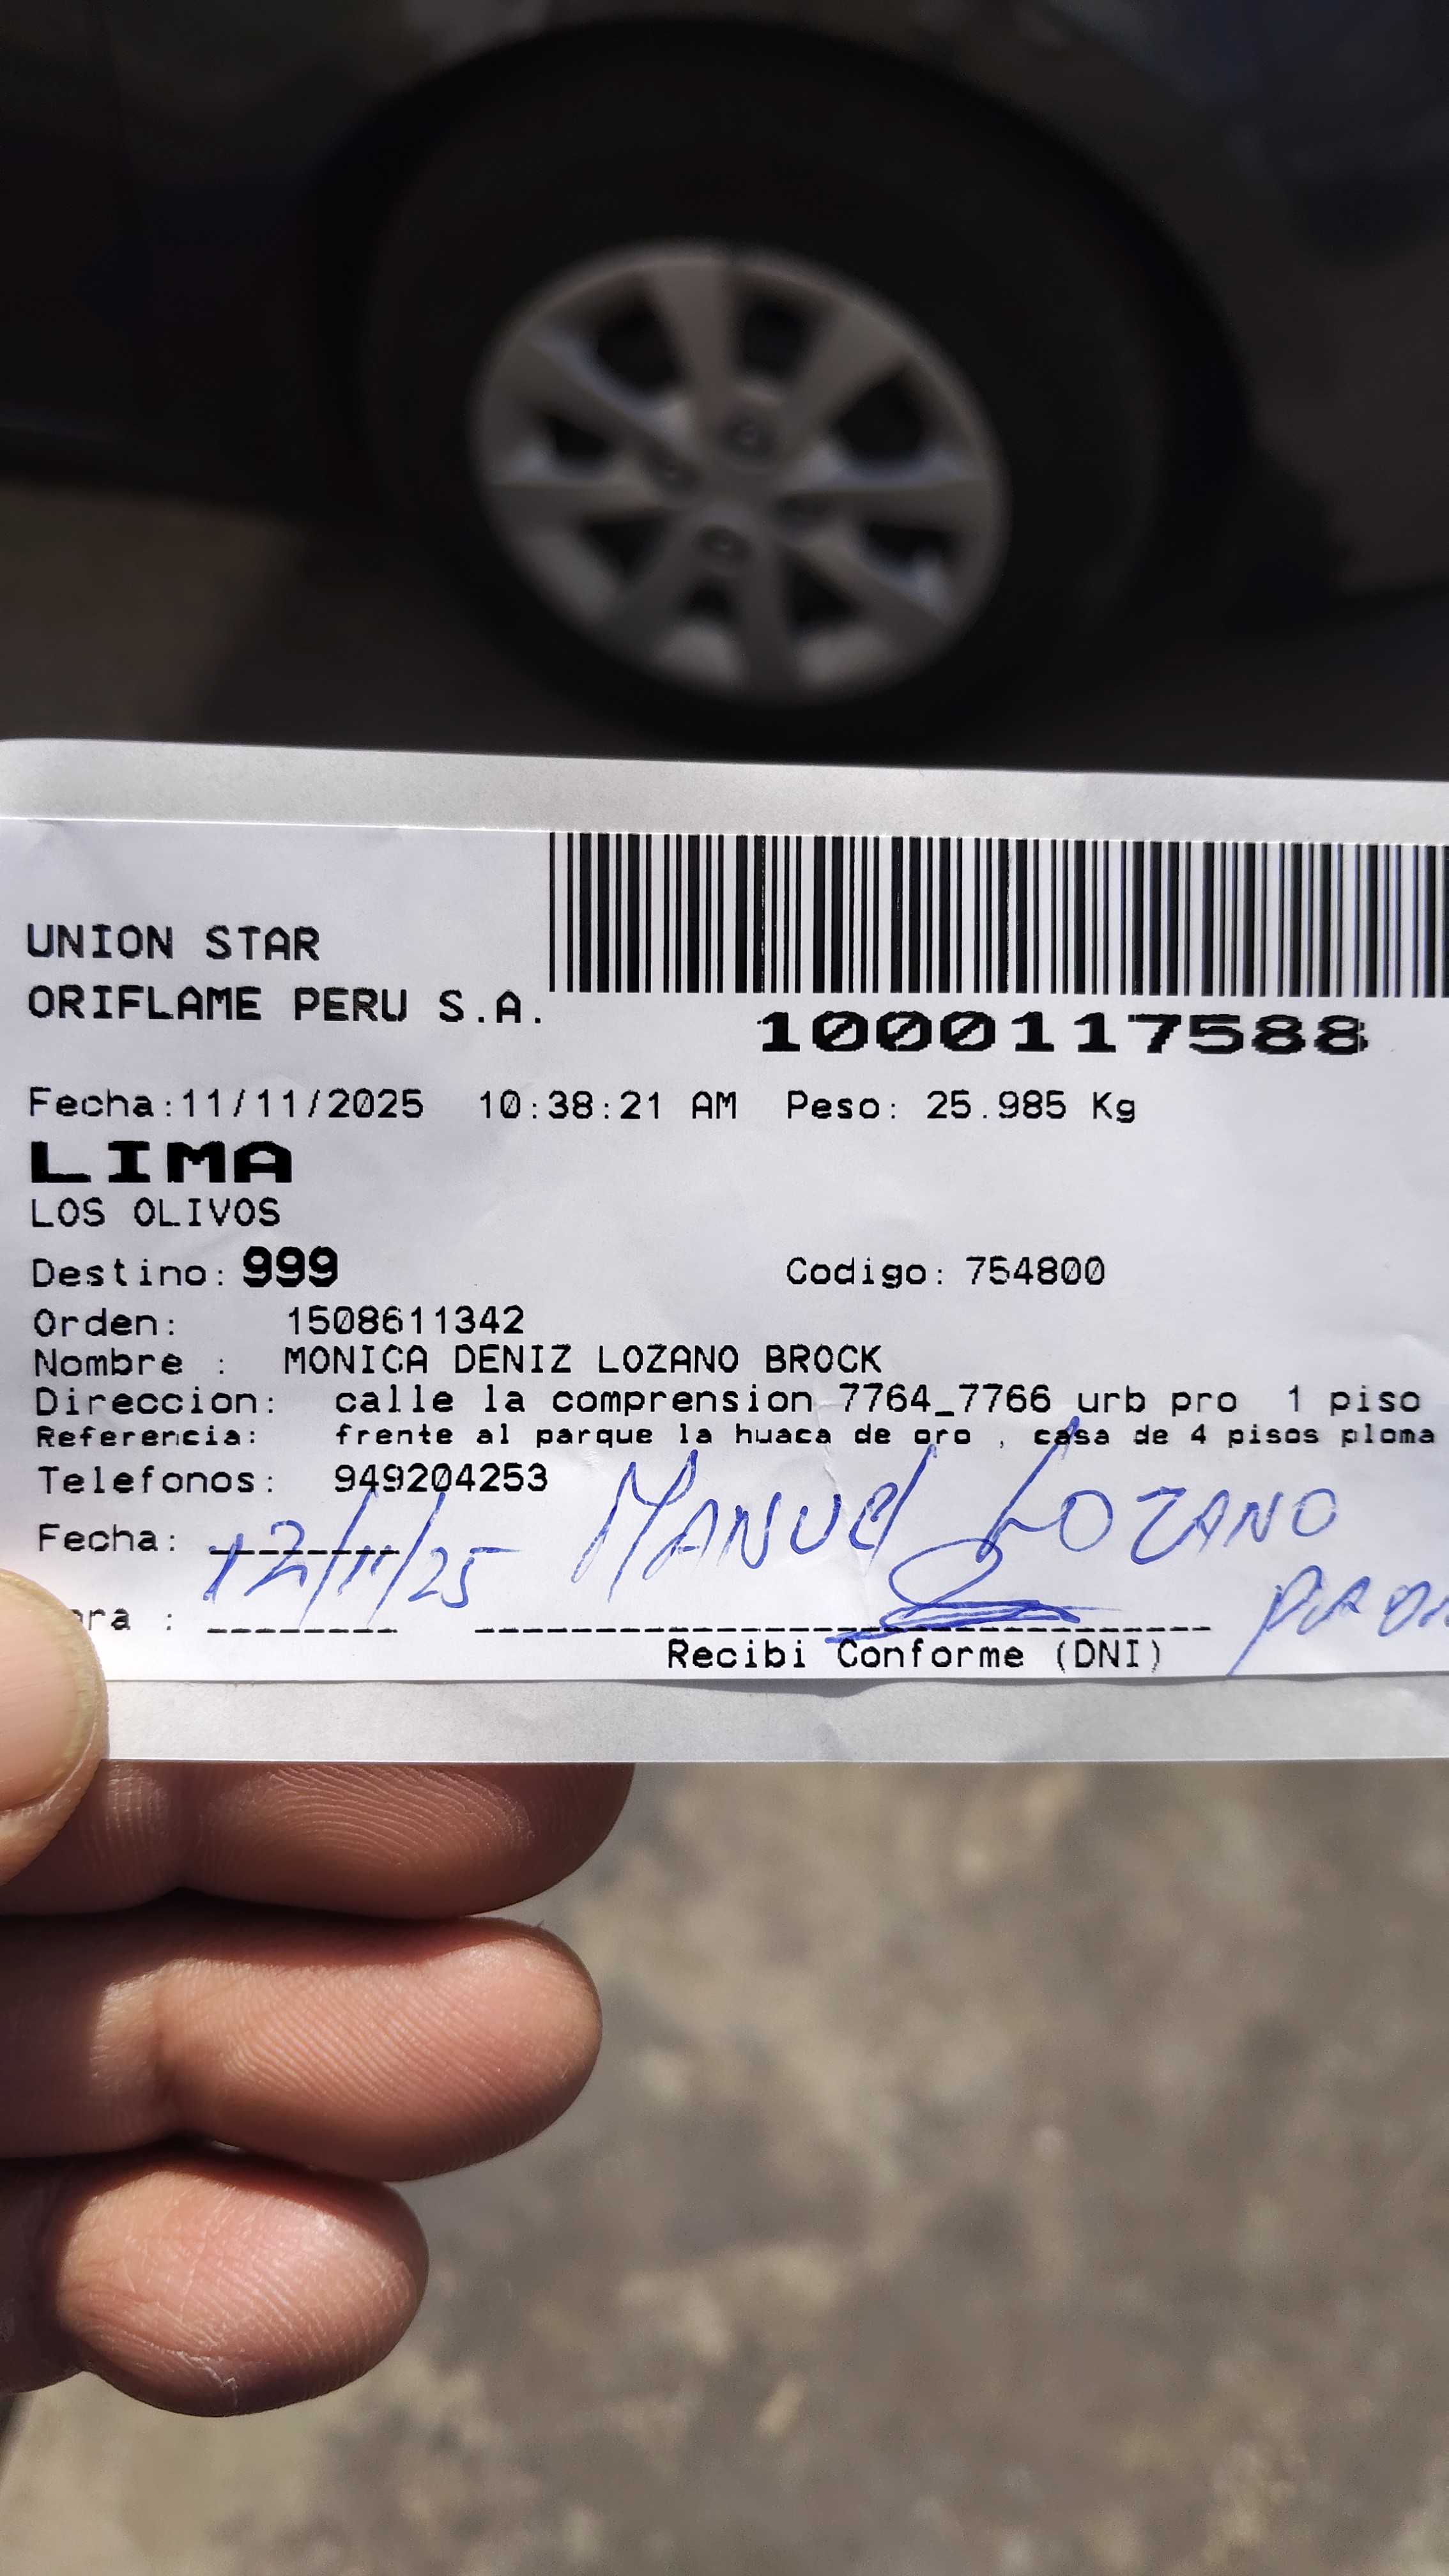 UNION STAR
ORIFLAME PERU S.A.
1000117588
Fecha:11/11/2025 10:38:21 AM Peso: 25.985 Kg
LIMA
LOS OLIVOS
Destino: 999 Codigo: 754800
Orden: 1508611342
Nombre : MONICA DENIZ LOZANO BROCK
Direccion: calle la comprension 7764_7766 urb pro 1 piso
Referencia: frente al parque la huaca de oro , casa de 4 pisos ploma
Telefonos: 949204253
MANUEL LOZANO
Fecha: 12/11/25
ora :
Recibi Conforme (DNI)